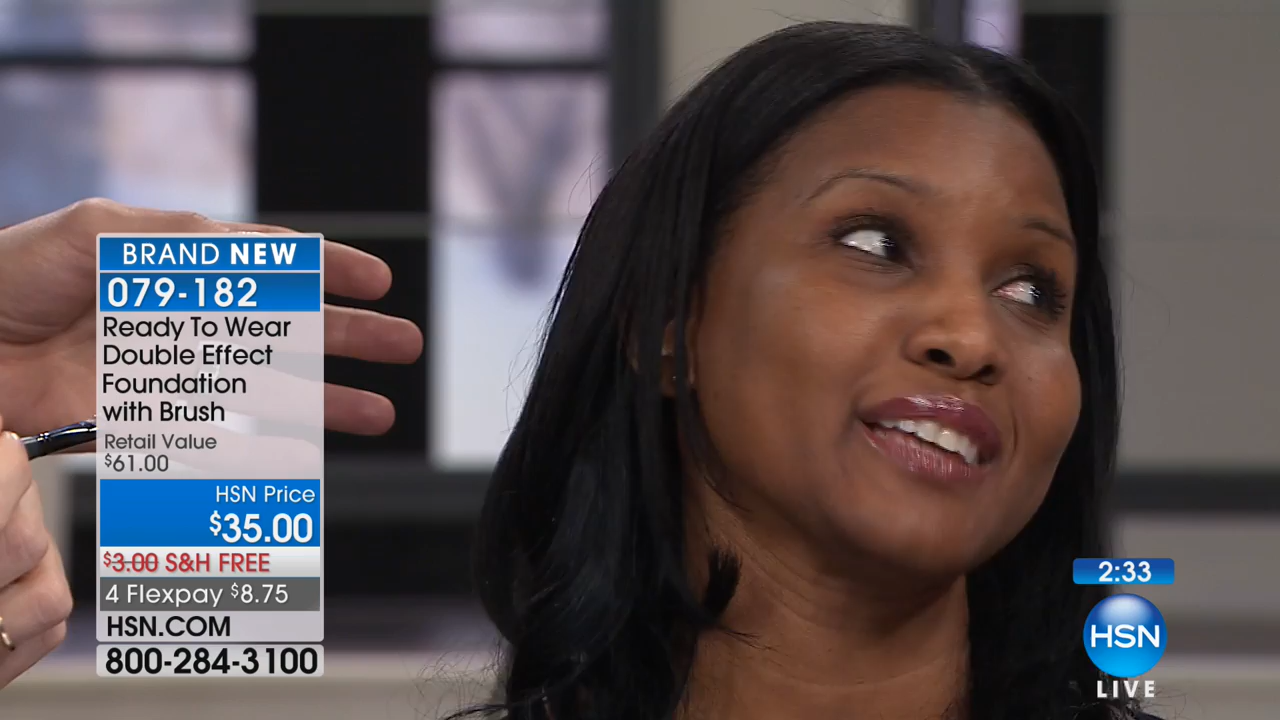 BRAND NEW
079-182
Ready To Wear
Double Effect
Foundation
with Brush
Retail Value
$61.00
HSN Price
$35.00
$3.00 S&H FREE
4 Flexpay $8.75
HSN.COM
800-284-3100
2:33
HSN
LIVE